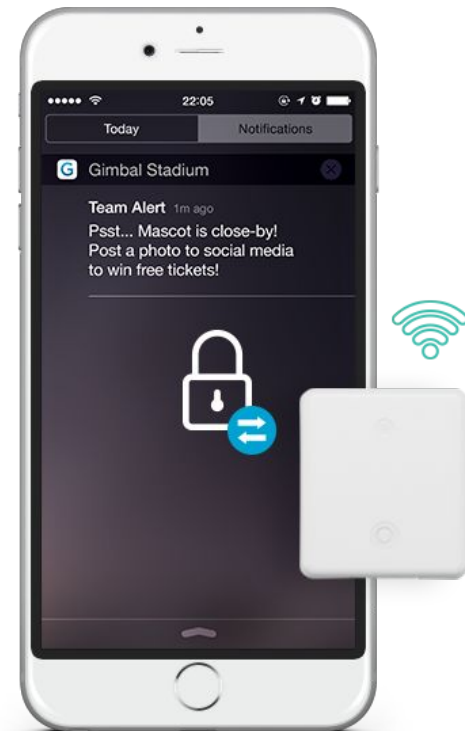 22:05
Today
Notifications
G Gimbal Stadium
Team Alert 1m ago
Psst... Mascot is close-by!
Post a photo to social media
to win free tickets!